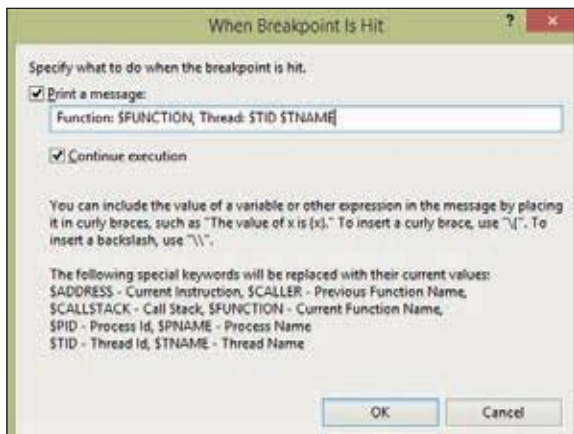 When Breakpoint Is Hit
?
Specify what to do when the breakpoint is hit.
Print a message:
Function: $FUNCTION, Thread: $TID $TNAME
Continue execution
You can include the value of a variable or other expression in the message by placing
it in curly braces, such as "The value of x is {x}." To insert a curly brace, use "\{". To
insert a backslash, use "\\".
The following special keywords will be replaced with their current values:
$ADDRESS - Current Instruction, $CALLER - Previous Function Name,
$CALLSTACK - Call Stack, $FUNCTION - Current Function Name,
$PID - Process Id, $PNAME - Process Name
$TID - Thread Id, $TNAME - Thread Name
OK Cancel